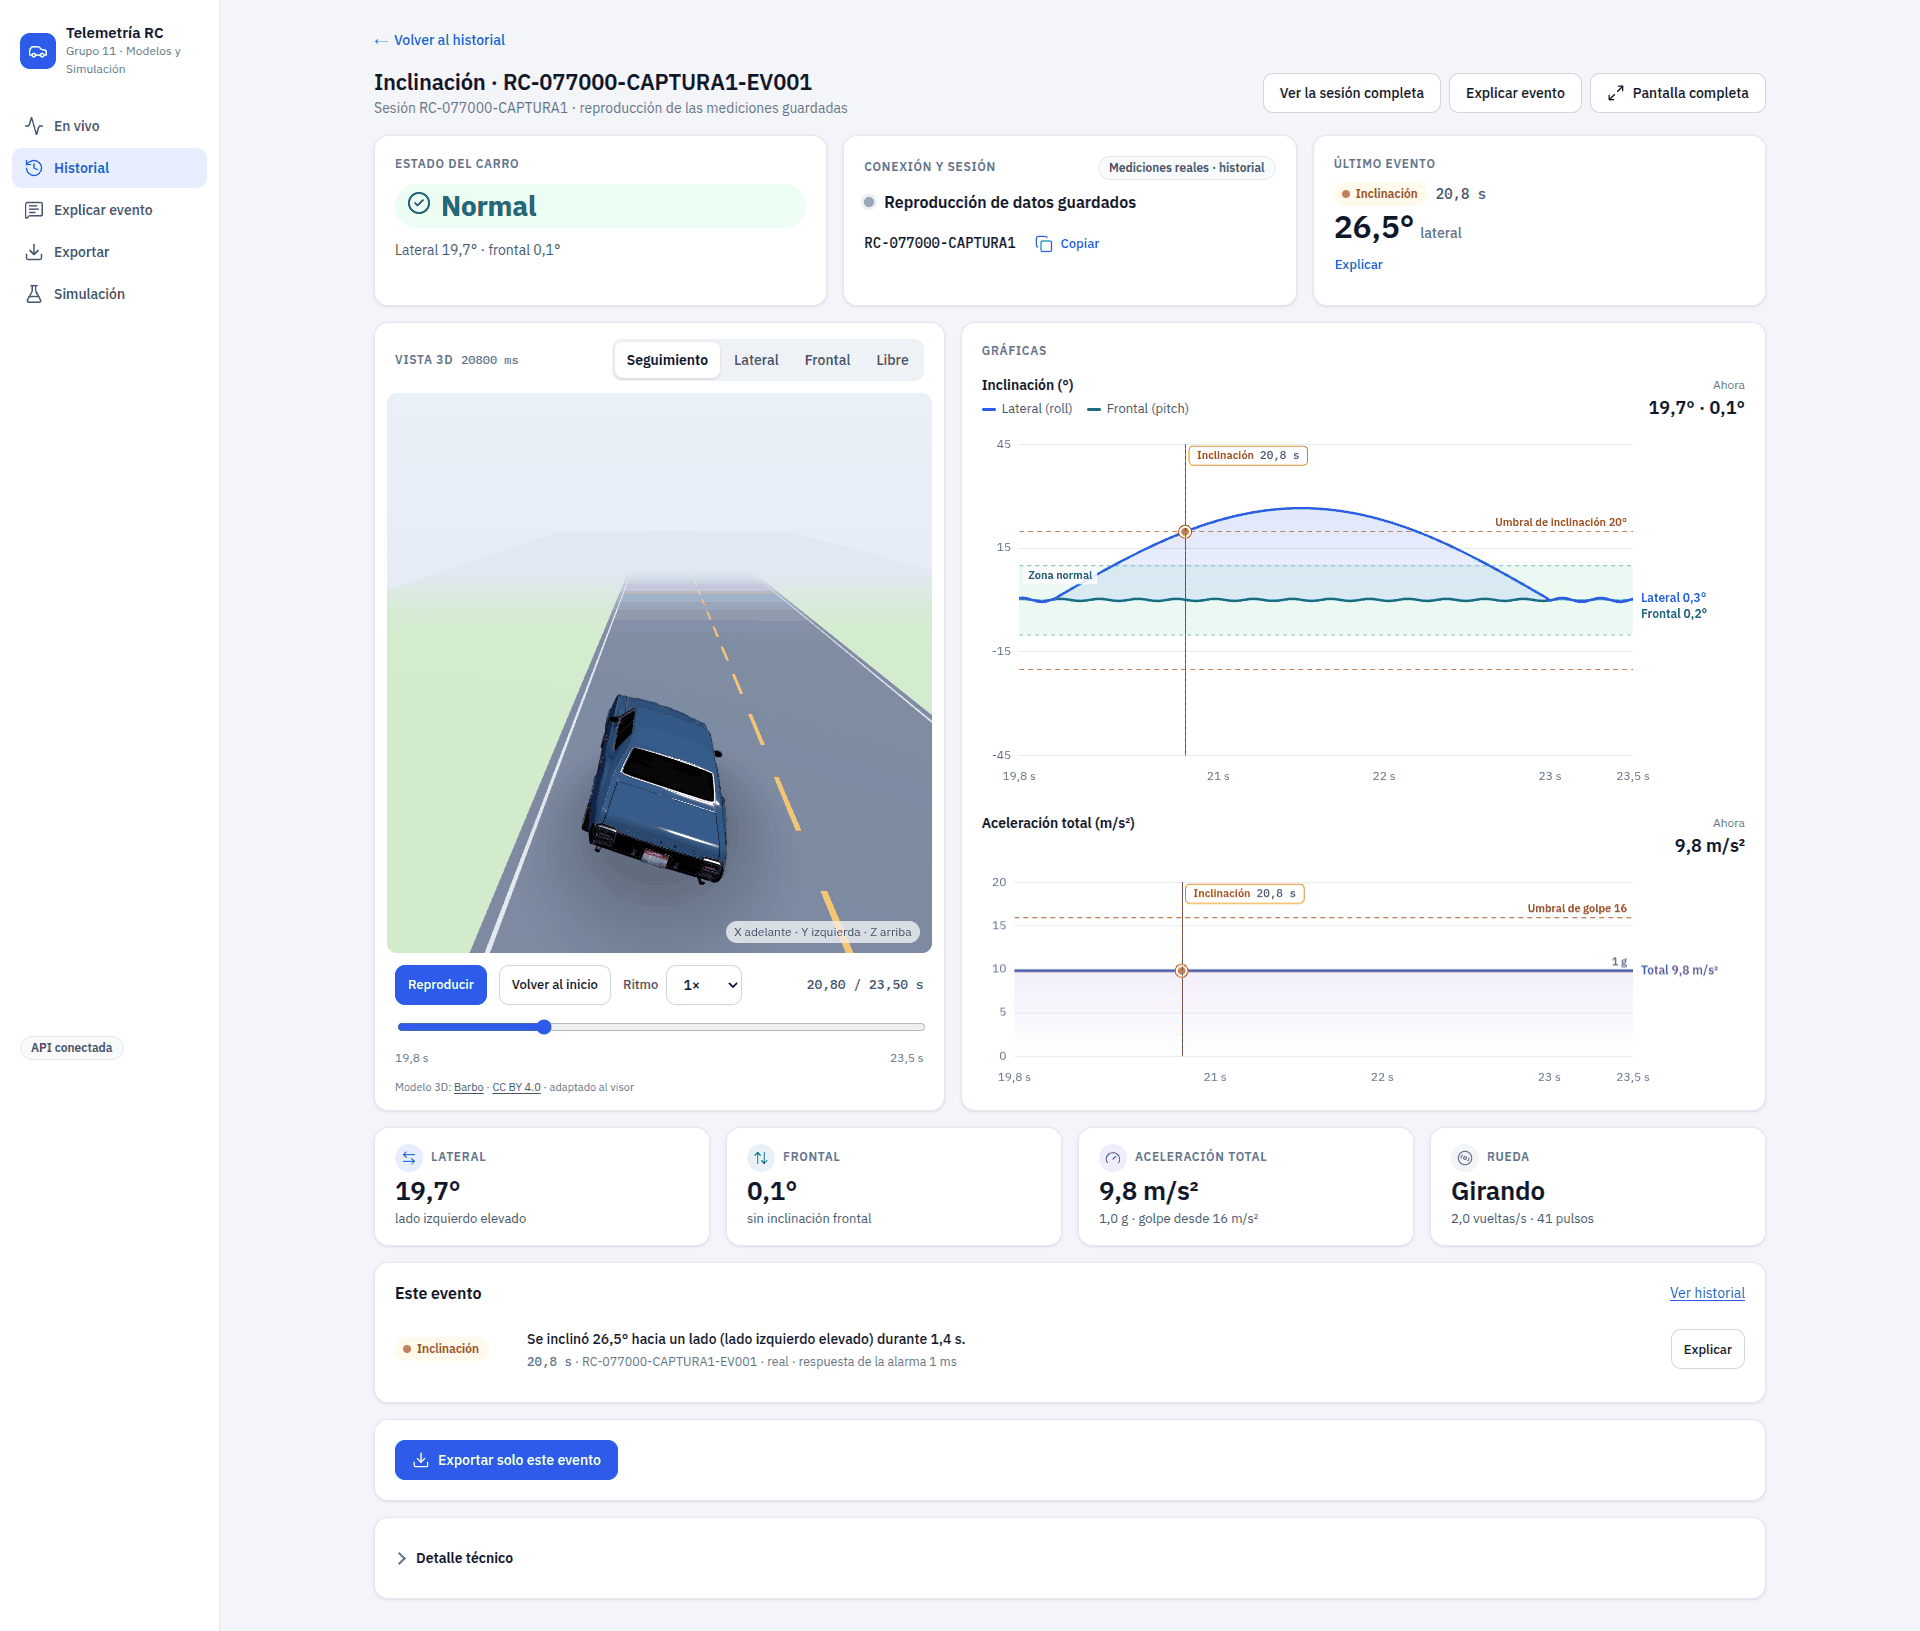 Telemetría RC
Grupo 11 · Modelos y
Simulación
En vivo
Historial
Explicar evento
Exportar
Simulación
API conectada
← Volver al historial
Inclinación · RC-077000-CAPTURA1-EV001
Sesión RC-077000-CAPTURA1 · reproducción de las mediciones guardadas
Ver la sesión completa
Explicar evento
Pantalla completa
ESTADO DEL CARRO
Normal
Lateral 19,7° · frontal 0,1°
CONEXIÓN Y SESIÓN
Mediciones reales · historial
Reproducción de datos guardados
RC-077000-CAPTURA1
Copiar
ÚLTIMO EVENTO
Inclinación 20,8 s
26,5° lateral
Explicar
VISTA 3D 20800 ms
Seguimiento
Lateral
Frontal
Libre
X adelante · Y izquierda · Z arriba
Reproducir
Volver al inicio
Ritmo
1×
20,80 / 23,50 s
19,8 s
23,5 s
Modelo 3D: Barbo · CC BY 4.0 · adaptado al visor
GRÁFICAS
Inclinación (°)
Ahora
Lateral (roll)
Frontal (pitch)
19,7° · 0,1°
45
Inclinación 20,8 s
Umbral de inclinación 20°
15
Zona normal
Lateral 0,3°
Frontal 0,2°
-15
-45
19,8 s
21 s
22 s
23 s
23,5 s
Aceleración total (m/s²)
Ahora
9,8 m/s²
20
Inclinación 20,8 s
Umbral de golpe 16
15
10
1 g
Total 9,8 m/s²
5
0
19,8 s
21 s
22 s
23 s
23,5 s
LATERAL
19,7°
lado izquierdo elevado
FRONTAL
0,1°
sin inclinación frontal
ACELERACIÓN TOTAL
9,8 m/s²
1,0 g · golpe desde 16 m/s²
RUEDA
Girando
2,0 vueltas/s · 41 pulsos
Este evento
Ver historial
Inclinación
Se inclinó 26,5° hacia un lado (lado izquierdo elevado) durante 1,4 s.
20,8 s · RC-077000-CAPTURA1-EV001 · real · respuesta de la alarma 1 ms
Explicar
Exportar solo este evento
Detalle técnico